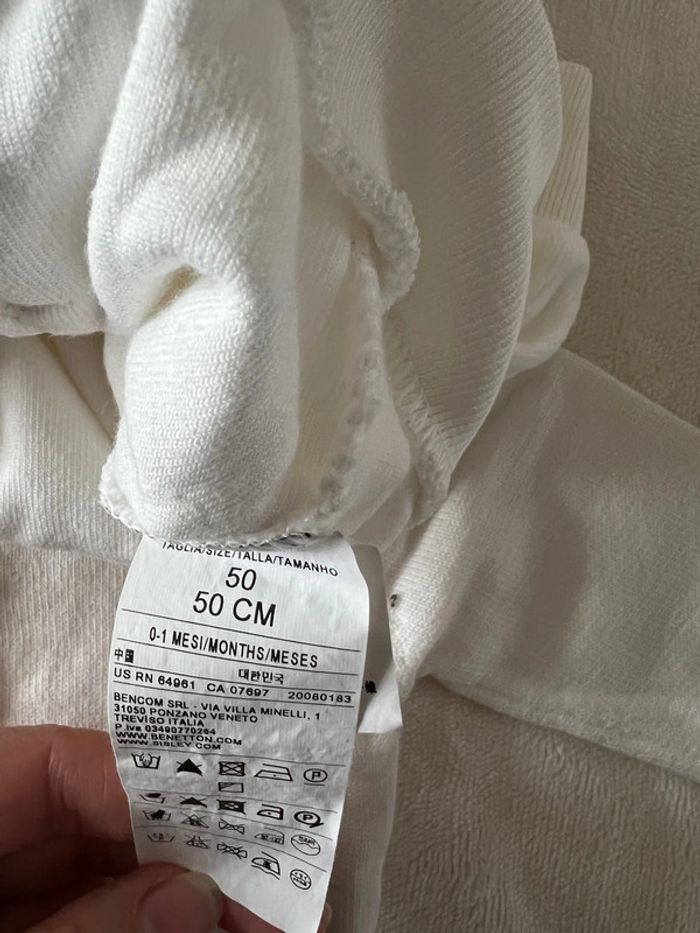 TAGLIA/SIZE/TALLA/TAMANHO
50
50 CM
0-1 MESI/MONTHS/MESES
中国 대한민국
US RN 64961 CA 07697 20080183
BENCOM SRL - VIA VILLA MINELLI, 1
31050 PONZANO VENETO
TREVISO ITALIA
P.iva 03490770264
WWW.BENETTON.COM
WWW.SISLEY.COM
P
P